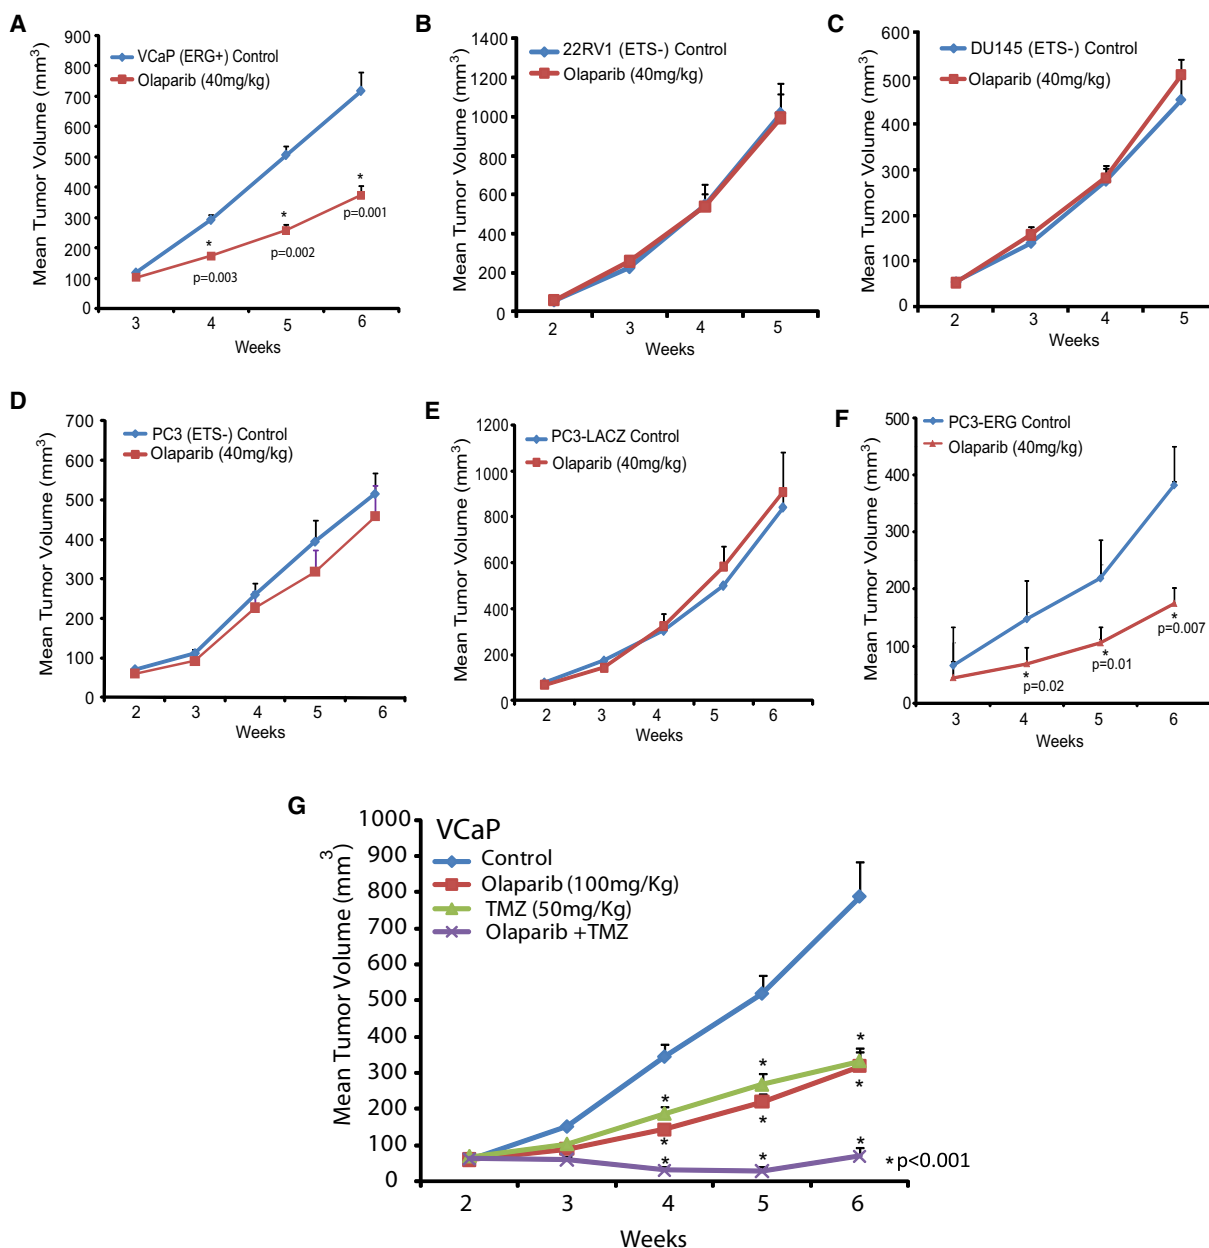 A
Mean Tumor Volume (mm3)
900
800
700
600
500
400
300
200
100
0
VCaP (ERG+) Control
Olaparib (40mg/kg)
*
p=0.003
*
p=0.002
*
p=0.001
3 4 5 6
Weeks
B
Mean Tumor Volume (mm3)
1400
1200
1000
800
600
400
200
0
22RV1 (ETS-) Control
Olaparib (40mg/kg)
2 3 4 5
Weeks
C
Mean Tumor Volume (mm3)
600
500
400
300
200
100
0
DU145 (ETS-) Control
Olaparib (40mg/kg)
2 3 4 5
Weeks
D
Mean Tumor Volume (mm3)
700
600
500
400
300
200
100
0
PC3 (ETS-) Control
Olaparib (40mg/kg)
2 3 4 5 6
Weeks
E
Mean Tumor Volume (mm3)
1200
1000
800
600
400
200
0
PC3-LACZ Control
Olaparib (40mg/kg)
2 3 4 5 6
Weeks
F
Mean Tumor Volume (mm3)
500
400
300
200
100
0
PC3-ERG Control
Olaparib (40mg/kg)
*
p=0.02
*
p=0.01
*
p=0.007
3 4 5 6
Weeks
G
Mean Tumor Volume (mm3)
1000
900
800
700
600
500
400
300
200
100
0
VCaP
Control
Olaparib (100mg/Kg)
TMZ (50mg/Kg)
Olaparib +TMZ
* * *
* * *
* * *
*p<0.001
2 3 4 5 6
Weeks